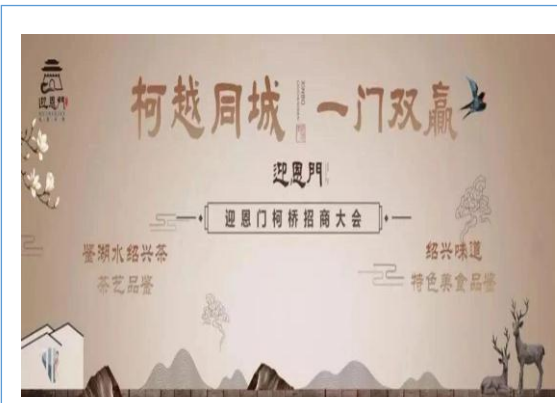 迎恩門
柯越同城 一门双赢
迎恩門
迎恩门柯桥招商大会
鉴湖水绍兴茶
茶艺品鉴
绍兴味道
特色美食品鉴